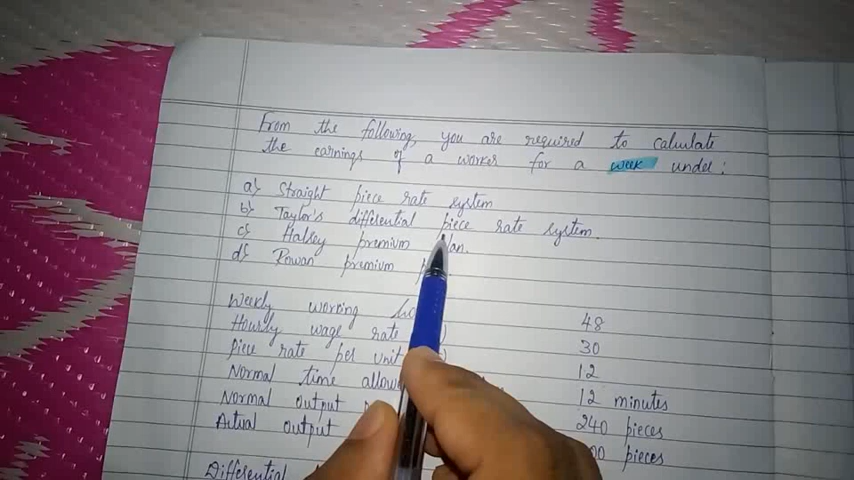 From the following, you are required to calculate
the earnings of a worker for a week under:
a) Straight piece rate system
b) Taylor's differential piece rate system.
c) Halsey premium lan.
d) Rowan premium
Weekly working 48
Hourly wage rate 30
Piece rate per unit 12
Normal time 12 minutes
Normal output 240 pieces
Actual output 00 pieces
Differential